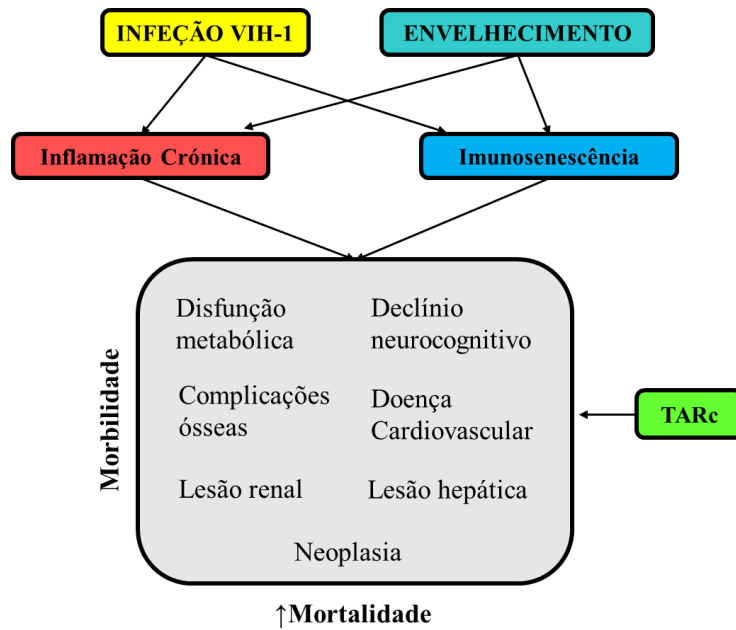 INFEÇÃO VIH-1
ENVELHECIMENTO
Inflamação Crónica
Imunosenescência
Disfunção
metabólica
Declínio
neurocognitivo
Complicações
ósseas
Doença
Cardiovascular
Lesão renal
Lesão hepática
Neoplasia
Morbilidade
TARc
↑Mortalidade